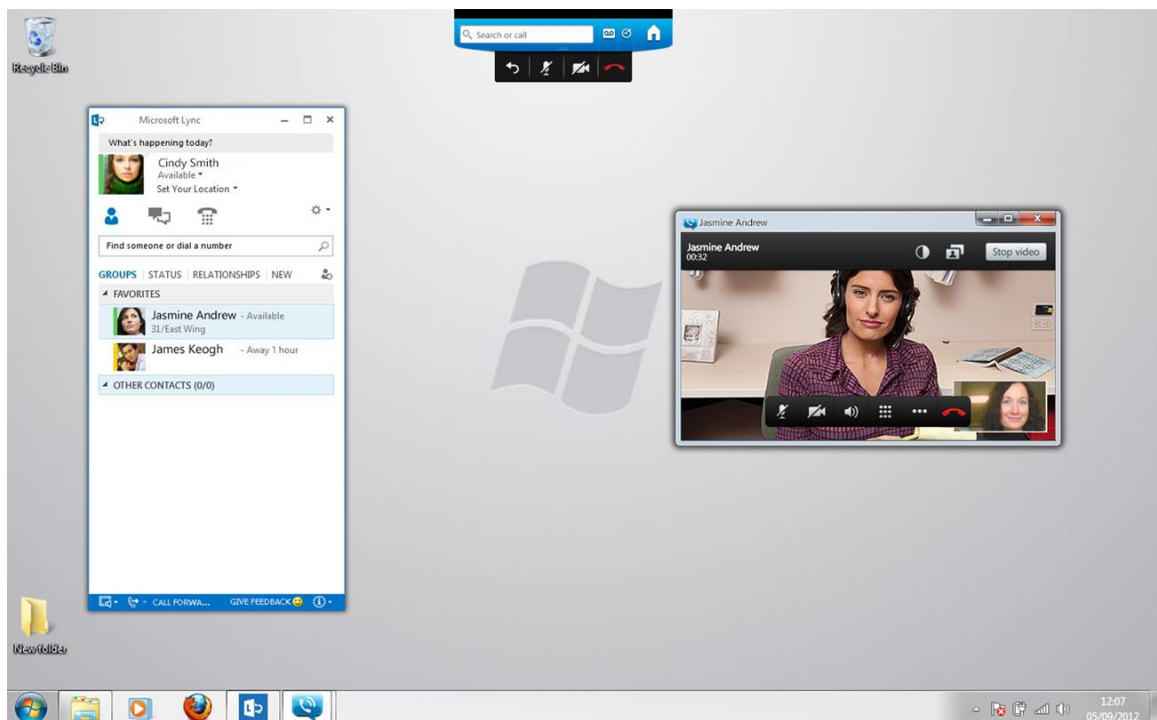 Recycle Bin
Search or call
Microsoft Lync
What's happening today?
Cindy Smith
Available
Set Your Location
Find someone or dial a number
GROUPS STATUS RELATIONSHIPS NEW
FAVORITES
Jasmine Andrew - Available
31/East Wing
James Keogh - Away 1 hour
OTHER CONTACTS (0/0)
CALL FORWA... GIVE FEEDBACK
Jasmine Andrew
Jasmine Andrew
00:32
Stop video
New folder
12:07
05/09/2012